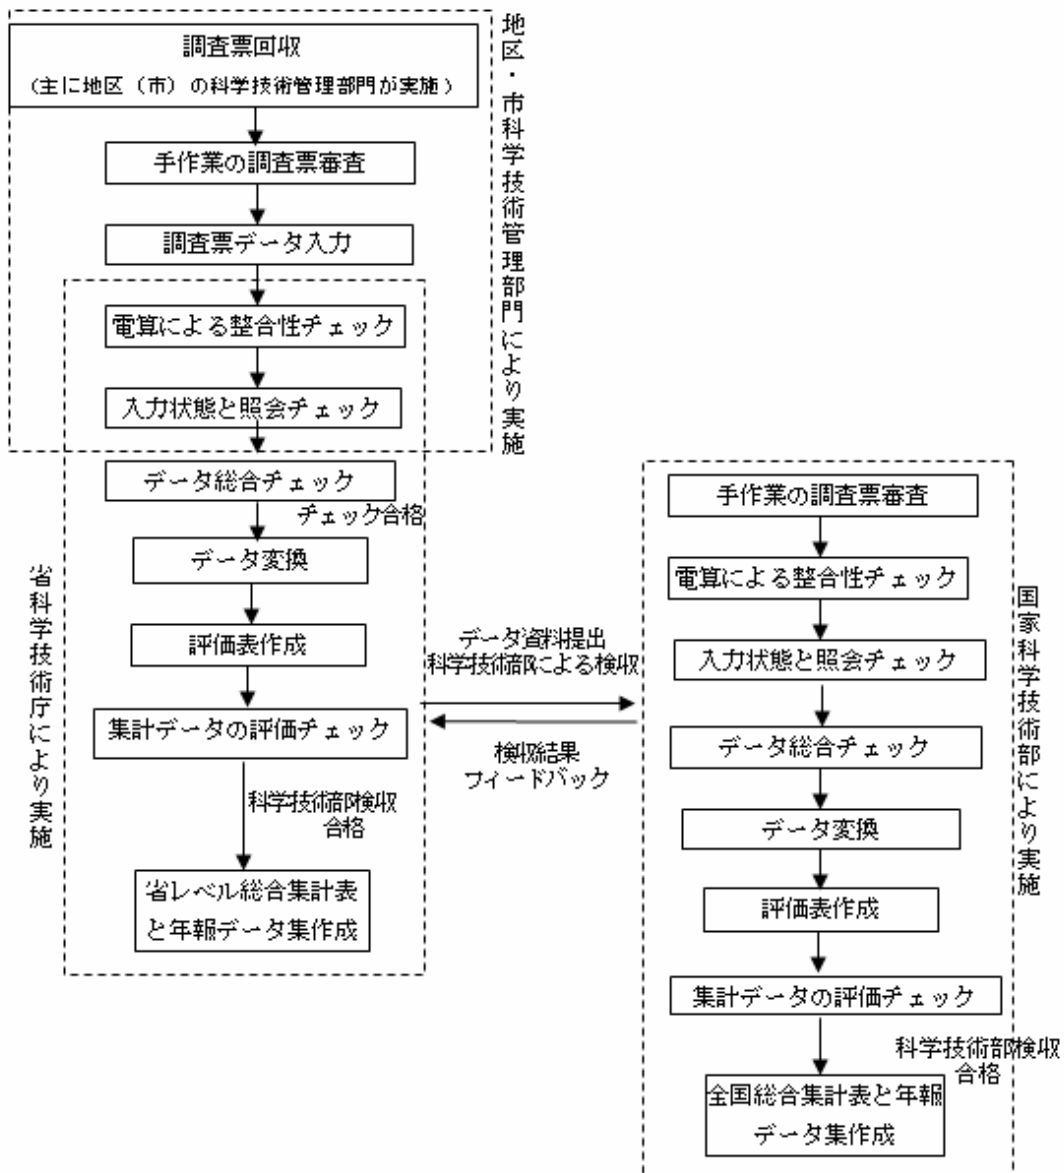 調査票回収
(主に地区(市)の科学技術管理部門が実施)
手作業の調査票審査
調査票データ入力
電算による整合性チェック
入力状態と照会チェック
地区・市科学技術管理部門により実施
データ総合チェック
チェック合格
データ変換
評価表作成
集計データの評価チェック
科学技術部検収
合格
省レベル総合集計表
と年報データ集作成
省科学技術庁により実施
データ資料提出
科学技術部による検収
検収結果
フィードバック
手作業の調査票審査
電算による整合性チェック
入力状態と照会チェック
データ総合チェック
データ変換
評価表作成
集計データの評価チェック
科学技術部検収
合格
全国総合集計表と年報
データ集作成
国家科学技術部により実施